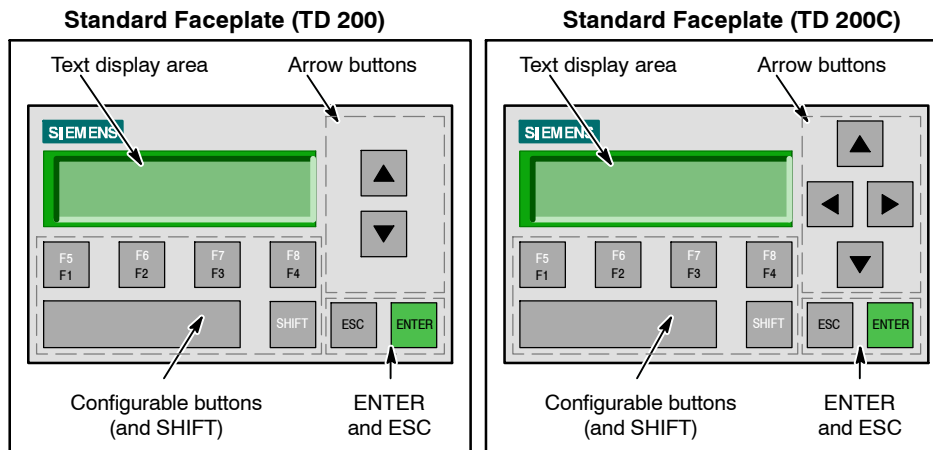 Standard Faceplate (TD 200)
Text display area
Arrow buttons
SIEMENS
F5
F1
F6
F2
F7
F3
F8
F4
SHIFT
ESC
ENTER
Configurable buttons
(and SHIFT)
ENTER
and ESC
Standard Faceplate (TD 200C)
Text display area
Arrow buttons
SIEMENS
F5
F1
F6
F2
F7
F3
F8
F4
SHIFT
ESC
ENTER
Configurable buttons
(and SHIFT)
ENTER
and ESC